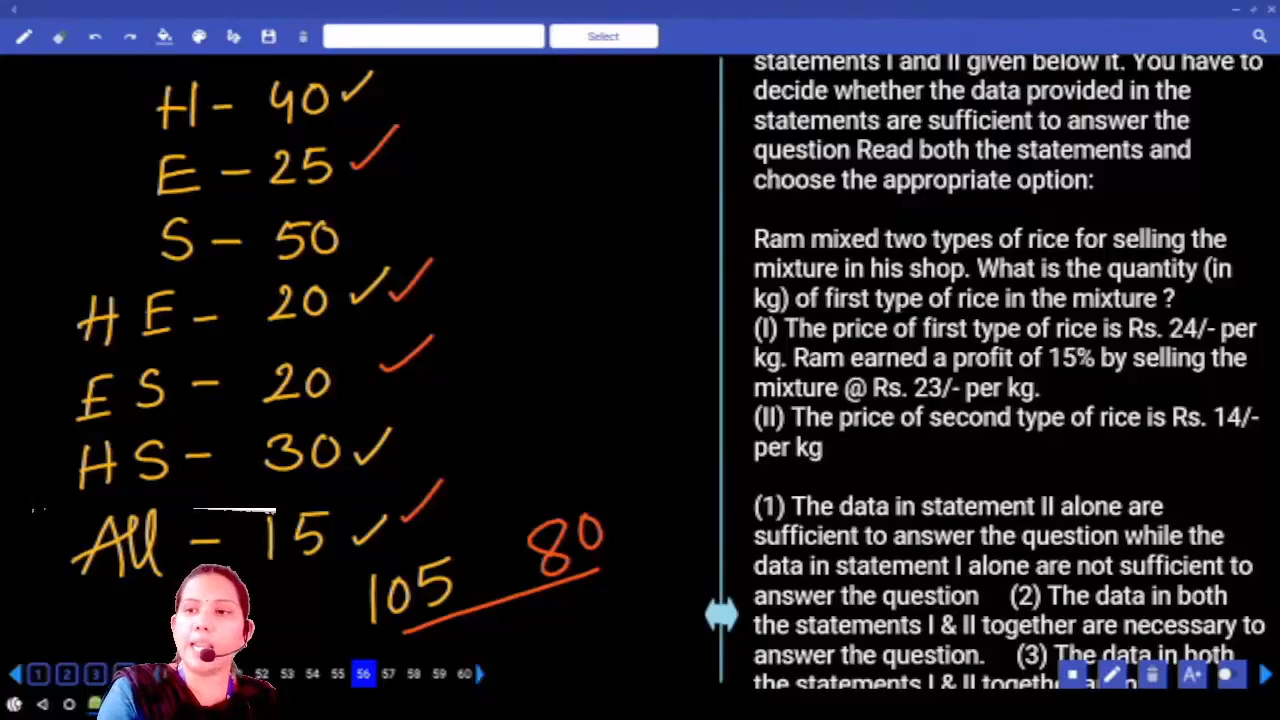 Select
H - 40 ✓
E - 25 ✓
S - 50
HE - 20 ✓✓
ES - 20 ✓
HS - 30 ✓
All - 15 ✓✓
105 80
statements I and II given below it. You have to
decide whether the data provided in the
statements are sufficient to answer the
question Read both the statements and
choose the appropriate option:
Ram mixed two types of rice for selling the
mixture in his shop. What is the quantity (in
kg) of first type of rice in the mixture ?
(I) The price of first type of rice is Rs. 24/- per
kg. Ram earned a profit of 15% by selling the
mixture @ Rs. 23/- per kg.
(II) The price of second type of rice is Rs. 14/-
per kg
(1) The data in statement II alone are
sufficient to answer the question while the
data in statement I alone are not sufficient to
answer the question (2) The data in both
the statements I & II together are necessary to
answer the question. (3) The data in both
the statements I & II
1 2 3 52 53 54 55 56 57 58 59 60
A+